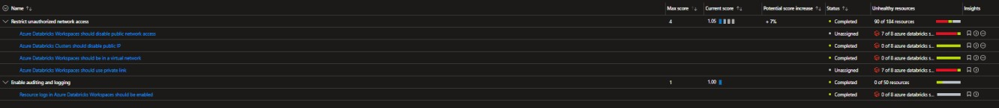 Name ↑↓ Max score ↑↓ Current score ↑↓ Potential score increase ↑↓ Status ↑↓ Unhealthy resources Insights
Restrict unauthorized network access 4 1.05 + 7% Completed 90 of 184 resources
Azure Databricks Workspaces should disable public network access Unassigned 7 of 8 azure databricks s...
Azure Databricks Clusters should disable public IP Completed 0 of 8 azure databricks s...
Azure Databricks Workspaces should be in a virtual network Completed 0 of 8 azure databricks s...
Azure Databricks Workspaces should use private link Unassigned 7 of 8 azure databricks s...
Enable auditing and logging 1 1.00 Completed 0 of 50 resources
Resource logs in Azure Databricks Workspaces should be enabled Completed 0 of 8 azure databricks s...